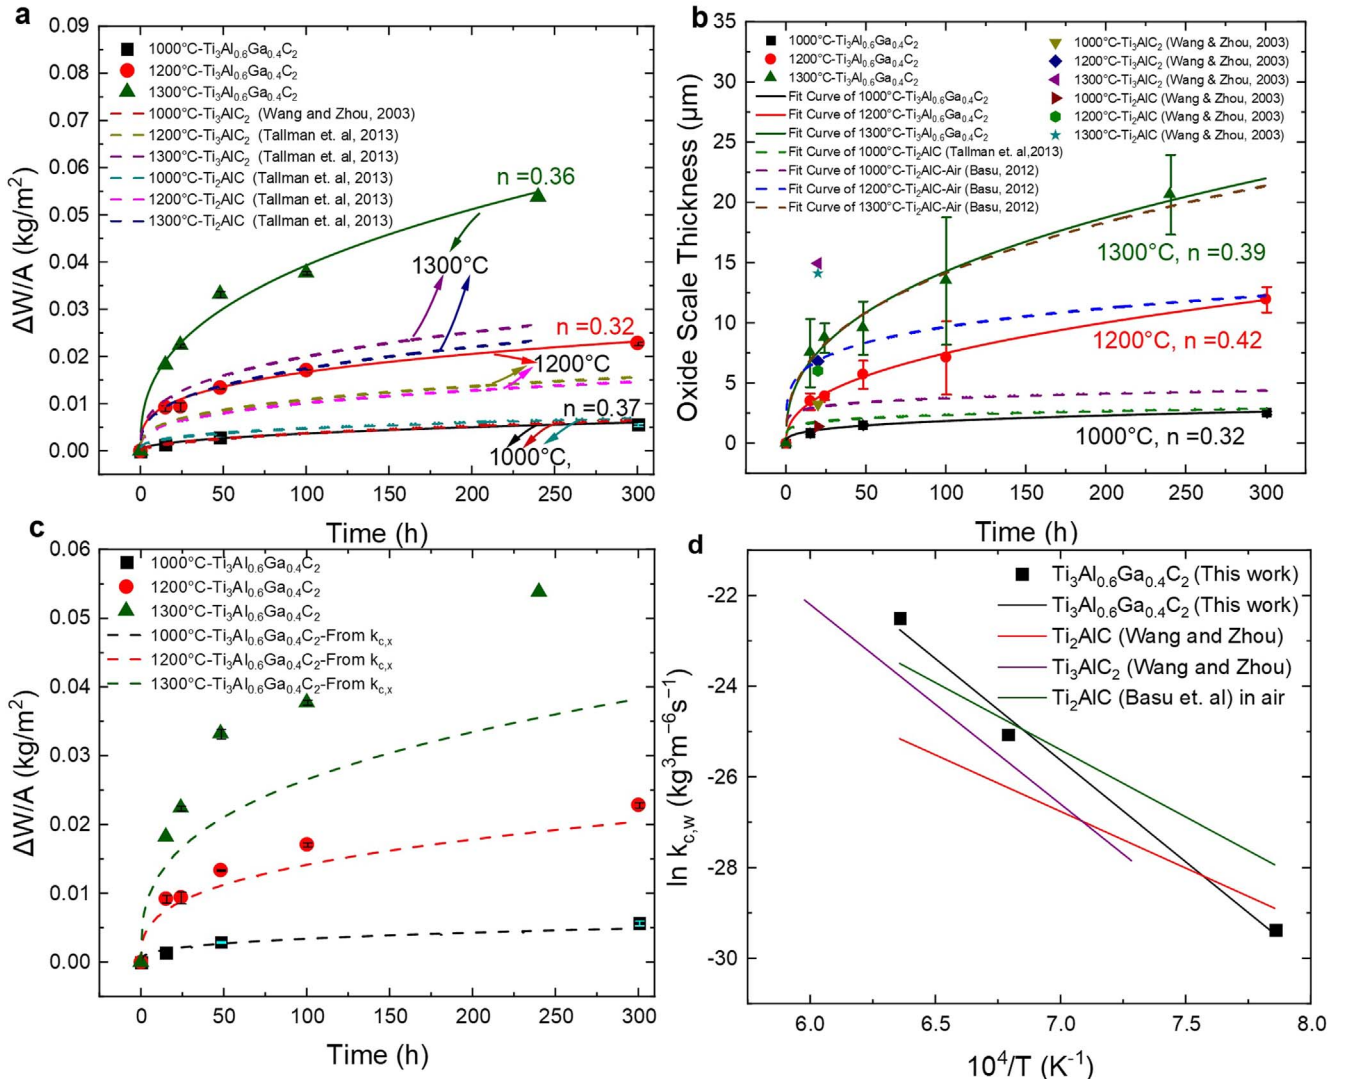 a
ΔW/A (kg/m²)
0.09
0.08
0.07
0.06
0.05
0.04
0.03
0.02
0.01
0.00
1000°C-Ti₃Al₀.₆Ga₀.₄C₂
1200°C-Ti₃Al₀.₆Ga₀.₄C₂
1300°C-Ti₃Al₀.₆Ga₀.₄C₂
1000°C-Ti₃AlC₂ (Wang and Zhou, 2003)
1200°C-Ti₃AlC₂ (Tallman et. al, 2013)
1300°C-Ti₃AlC₂ (Tallman et. al, 2013)
1000°C-Ti₂AlC (Tallman et. al, 2013)
1200°C-Ti₂AlC (Tallman et. al, 2013)
1300°C-Ti₂AlC (Tallman et. al, 2013)
n =0.36
1300°C
n =0.32
1200°C
n =0.37
1000°C,
0 50 100 150 200 250 300
Time (h)
b
Oxide Scale Thickness (μm)
35
30
25
20
15
10
5
0
1000°C-Ti₃Al₀.₆Ga₀.₄C₂
1200°C-Ti₃Al₀.₆Ga₀.₄C₂
1300°C-Ti₃Al₀.₆Ga₀.₄C₂
Fit Curve of 1000°C-Ti₃Al₀.₆Ga₀.₄C₂
Fit Curve of 1200°C-Ti₃Al₀.₆Ga₀.₄C₂
Fit Curve of 1300°C-Ti₃Al₀.₆Ga₀.₄C₂
Fit Curve of 1000°C-Ti₂AlC (Tallman et.al,2013)
Fit Curve of 1000°C-Ti₂AlC-Air (Basu, 2012)
Fit Curve of 1200°C-Ti₂AlC-Air (Basu, 2012)
Fit Curve of 1300°C-Ti₂AlC-Air (Basu, 2012)
1000°C-Ti₃AlC₂ (Wang & Zhou, 2003)
1200°C-Ti₃AlC₂ (Wang & Zhou, 2003)
1300°C-Ti₃AlC₂ (Wang & Zhou, 2003)
1000°C-Ti₂AlC (Wang & Zhou, 2003)
1200°C-Ti₂AlC (Wang & Zhou, 2003)
1300°C-Ti₂AlC (Wang & Zhou, 2003)
1300°C, n =0.39
1200°C, n =0.42
1000°C, n =0.32
0 50 100 150 200 250 300
Time (h)
c
ΔW/A (kg/m²)
0.06
0.05
0.04
0.03
0.02
0.01
0.00
1000°C-Ti₃Al₀.₆Ga₀.₄C₂
1200°C-Ti₃Al₀.₆Ga₀.₄C₂
1300°C-Ti₃Al₀.₆Ga₀.₄C₂
1000°C-Ti₃Al₀.₆Ga₀.₄C₂-From k_c,x
1200°C-Ti₃Al₀.₆Ga₀.₄C₂-From k_c,x
1300°C-Ti₃Al₀.₆Ga₀.₄C₂-From k_c,x
0 50 100 150 200 250 300
Time (h)
d
ln k_c,w (kg³m⁻⁶s⁻¹)
-22
-24
-26
-28
-30
Ti₃Al₀.₆Ga₀.₄C₂ (This work)
Ti₃Al₀.₆Ga₀.₄C₂ (This work)
Ti₂AlC (Wang and Zhou)
Ti₃AlC₂ (Wang and Zhou)
Ti₂AlC (Basu et. al) in air
6.0 6.5 7.0 7.5 8.0
10⁴/T (K⁻¹)